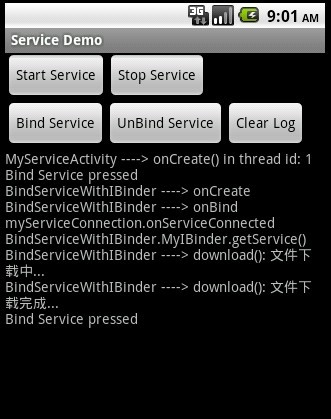 3G 9:01 AM
Service Demo
Start Service Stop Service
Bind Service UnBind Service Clear Log
MyServiceActivity ----> onCreate() in thread id: 1
Bind Service pressed
BindServiceWithIBinder ----> onCreate
BindServiceWithIBinder ----> onBind
myServiceConnection.onServiceConnected
BindServiceWithIBinder.MyIBinder.getService()
BindServiceWithIBinder ----> download(): 文件下
载中...
BindServiceWithIBinder ----> download(): 文件下
载完成...
Bind Service pressed